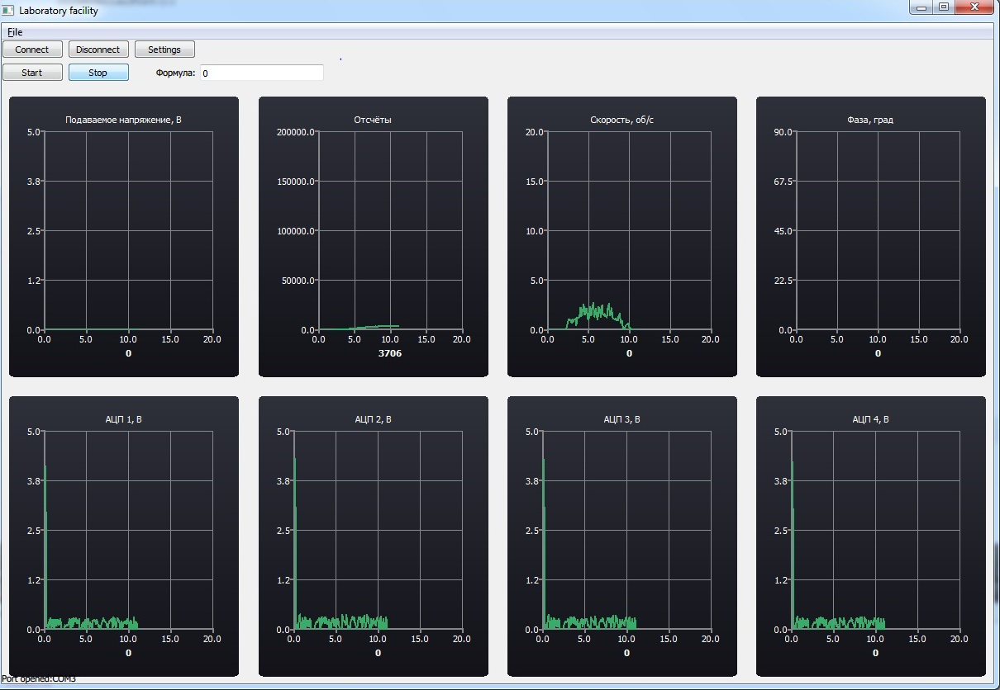 Laboratory facility
File
Connect Disconnect Settings
Start Stop Формула: 0
Подаваемое напряжение, В
5.0
3.8
2.5
1.2
0.0
0.0 5.0 10.0 15.0 20.0
0
Отсчёты
200000.0
150000.0
100000.0
50000.0
0.0
0.0 5.0 10.0 15.0 20.0
3706
Скорость, об/с
20.0
15.0
10.0
5.0
0.0
0.0 5.0 10.0 15.0 20.0
0
Фаза, град
90.0
67.5
45.0
22.5
0.0
0.0 5.0 10.0 15.0 20.0
0
АЦП 1, В
5.0
3.8
2.5
1.2
0.0
0.0 5.0 10.0 15.0 20.0
0
АЦП 2, В
5.0
3.8
2.5
1.2
0.0
0.0 5.0 10.0 15.0 20.0
0
АЦП 3, В
5.0
3.8
2.5
1.2
0.0
0.0 5.0 10.0 15.0 20.0
0
АЦП 4, В
5.0
3.8
2.5
1.2
0.0
0.0 5.0 10.0 15.0 20.0
0
Port opened:COM3